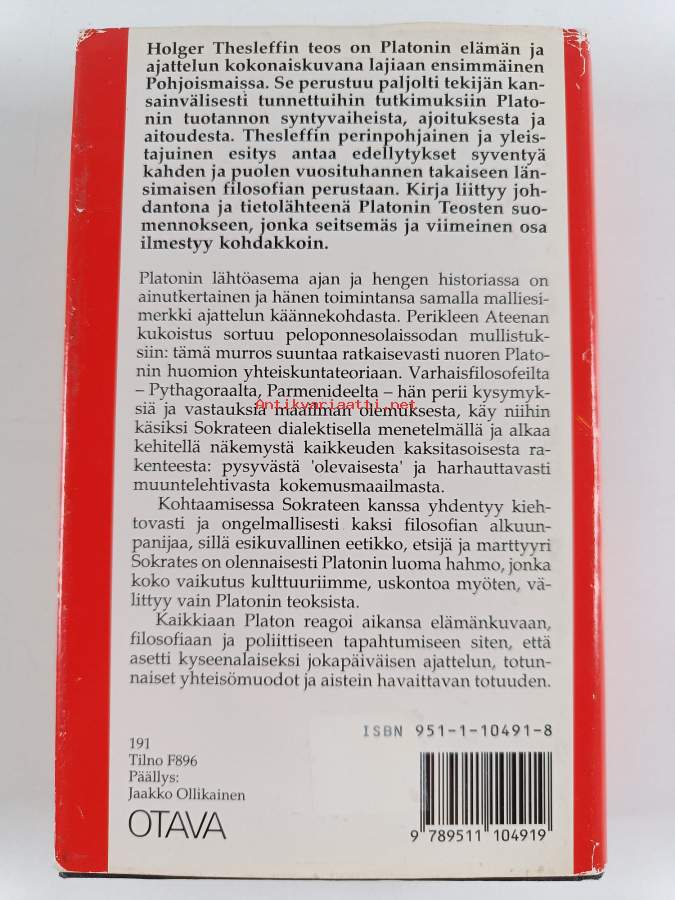 Holger Thesleffin teos on Platonin elämän ja
ajattelun kokonaiskuvana lajiaan ensimmäinen
Pohjoismaissa. Se perustuu paljolti tekijän kan-
sainvälisesti tunnettuihin tutkimuksiin Plato-
nin tuotannon syntyvaiheista, ajoituksesta ja
aitoudesta. Thesleffin perinpohjainen ja yleis-
tajuinen esitys antaa edellytykset syventyä
kahden ja puolen vuosituhannen takaiseen län-
simaisen filosofian perustaan. Kirja liittyy joh-
dantona ja tietolähteenä Platonin Teosten suo-
mennokseen, jonka seitsemäs ja viimeinen osa
ilmestyy kohdakkoin.
Platonin lähtöasema ajan ja hengen historiassa on
ainutkertainen ja hänen toimintansa samalla malliesi-
merkki ajattelun käännekohdasta. Perikleen Ateenan
kukoistus sortuu peloponnesolaissodan mullistuk-
siin: tämä murros suuntaa ratkaisevasti nuoren Plato-
nin huomion yhteiskuntateoriaan. Varhaisfilosofeilta
– Pythagoraalta, Parmenideelta – hän perii kysymyk-
siä ja vastauksia maailman olemuksesta, käy niihin
Antikvariaatti.net
käsiksi Sokrateen dialektisella menetelmällä ja alkaa
kehitellä näkemystä kaikkeuden kaksitasoisesta ra-
kenteesta: pysyvästä 'olevaisesta' ja harhauttavasti
muuntelehtivasta kokemusmaailmasta.
Kohtaamisessa Sokrateen kanssa yhdentyy kieh-
tovasti ja ongelmallisesti kaksi filosofian alkuun-
panijaa, sillä esikuvallinen eetikko, etsijä ja marttyyri
Sokrates on olennaisesti Platonin luoma hahmo, jonka
koko vaikutus kulttuuriimme, uskontoa myöten, vä-
littyy vain Platonin teoksista.
Kaikkiaan Platon reagoi aikansa elämänkuvaan,
filosofiaan ja poliittiseen tapahtumiseen siten, että
asetti kyseenalaiseksi jokapäiväisen ajattelun, totun-
naiset yhteisömuodot ja aistein havaittavan totuuden.
ISBN 951-1-10491-8
191
Tilno F896
Päällys:
Jaakko Ollikainen
OTAVA
9 789511 104919